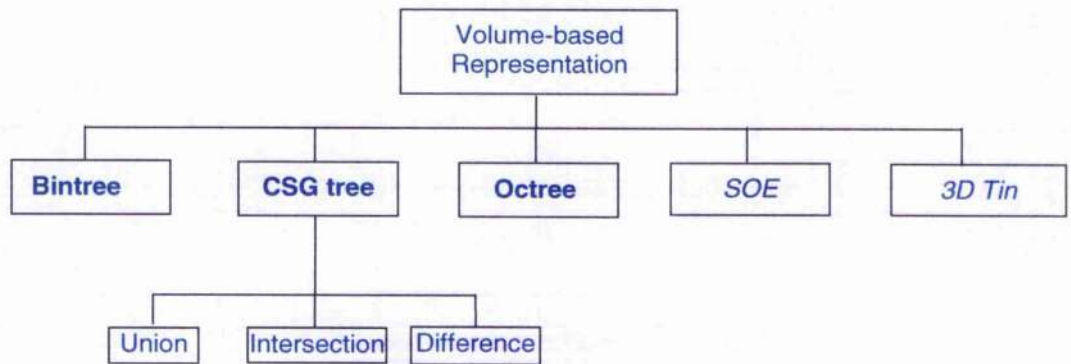 Volume-based
Representation
Bintree
CSG tree
Octree
SOE
3D Tin
Union
Intersection
Difference